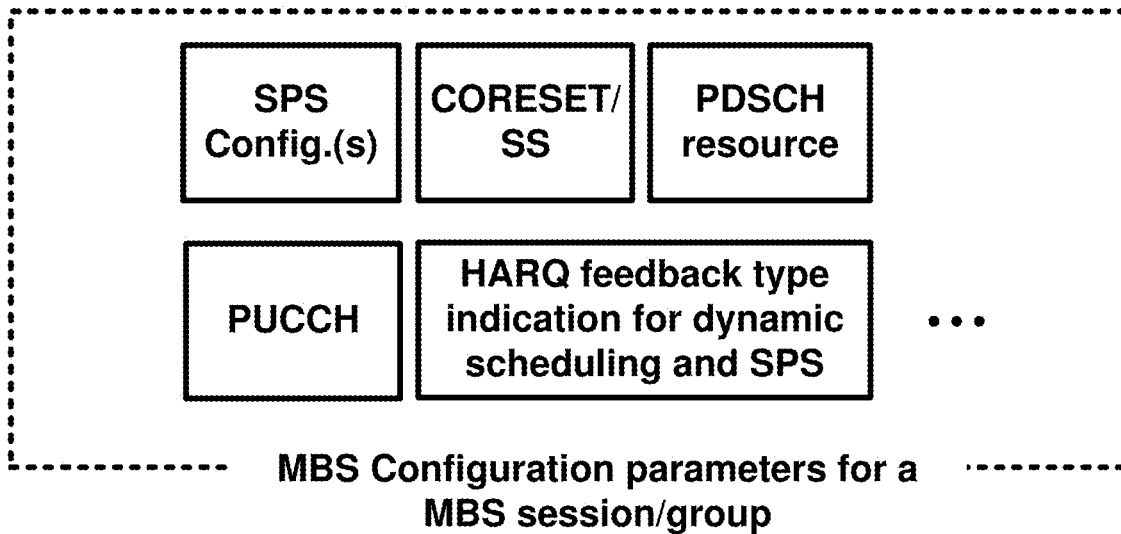 SPS
Config.(s)
CORESET/
SS
PDSCH
resource
PUCCH
HARQ feedback type
indication for dynamic
scheduling and SPS
...
MBS Configuration parameters for a
MBS session/group